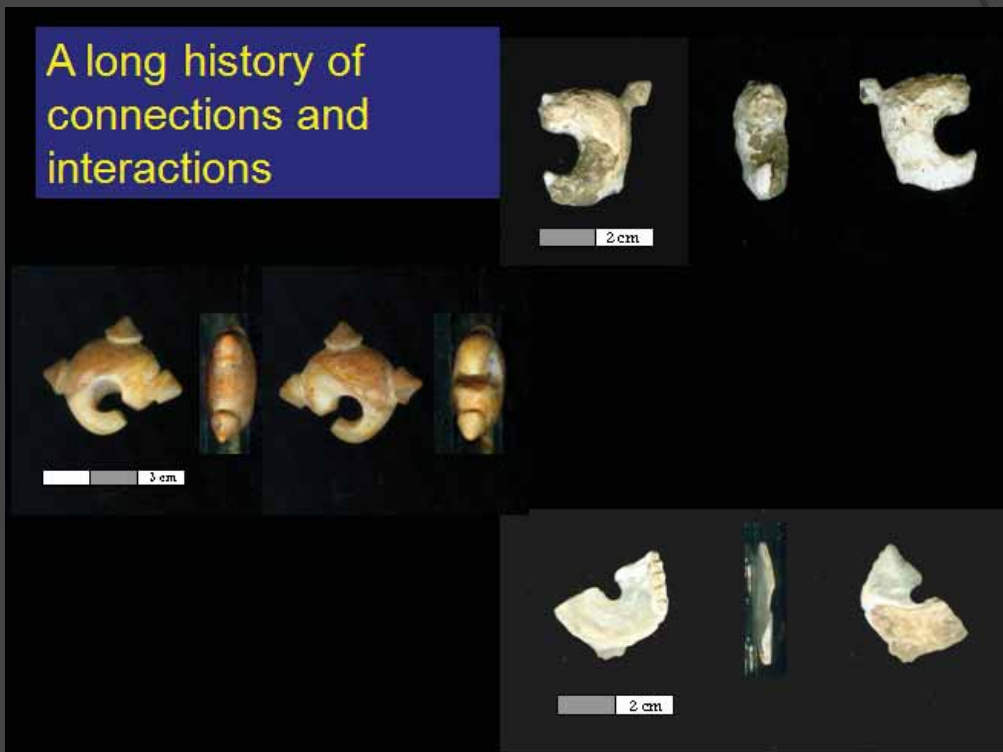 A long history of
connections and
interactions
2 cm
3 cm
2 cm